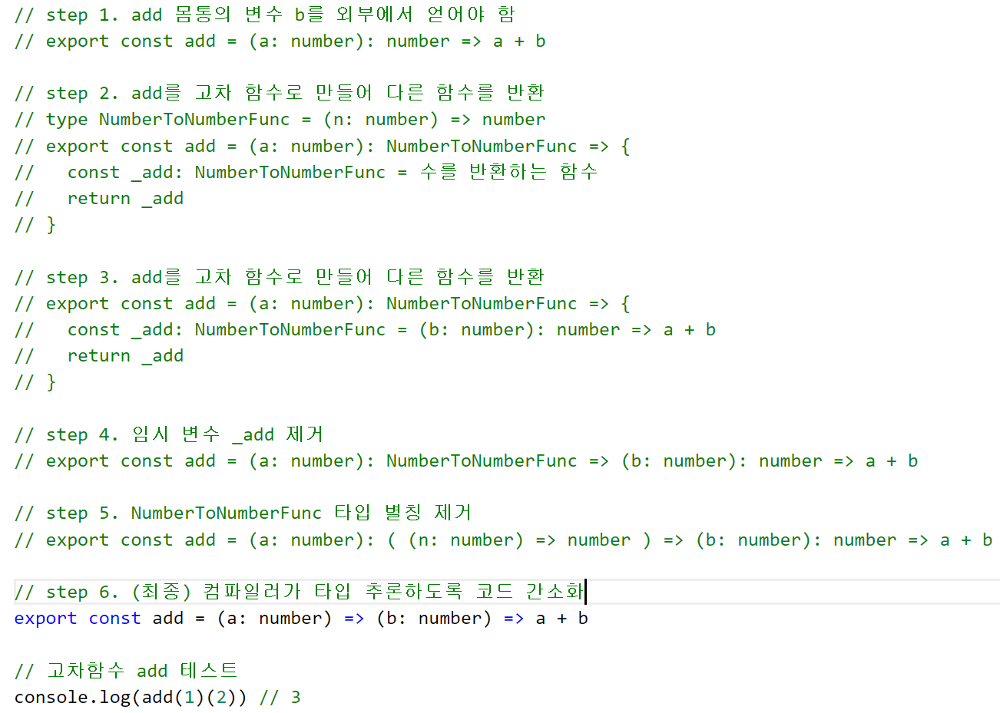 // step 1. add 몸통의 변수 b를 외부에서 얻어야 함
// export const add = (a: number): number => a + b
// step 2. add를 고차 함수로 만들어 다른 함수를 반환
// type NumberToNumberFunc = (n: number) => number
// export const add = (a: number): NumberToNumberFunc => {
//   const _add: NumberToNumberFunc = 수를 반환하는 함수
//   return _add
// }
// step 3. add를 고차 함수로 만들어 다른 함수를 반환
// export const add = (a: number): NumberToNumberFunc => {
//   const _add: NumberToNumberFunc = (b: number): number => a + b
//   return _add
// }
// step 4. 임시 변수 _add 제거
// export const add = (a: number): NumberToNumberFunc => (b: number): number => a + b
// step 5. NumberToNumberFunc 타입 별칭 제거
// export const add = (a: number): ( (n: number) => number ) => (b: number): number => a + b
// step 6. (최종) 컴파일러가 타입 추론하도록 코드 간소화
export const add = (a: number) => (b: number) => a + b
// 고차함수 add 테스트
console.log(add(1)(2)) // 3